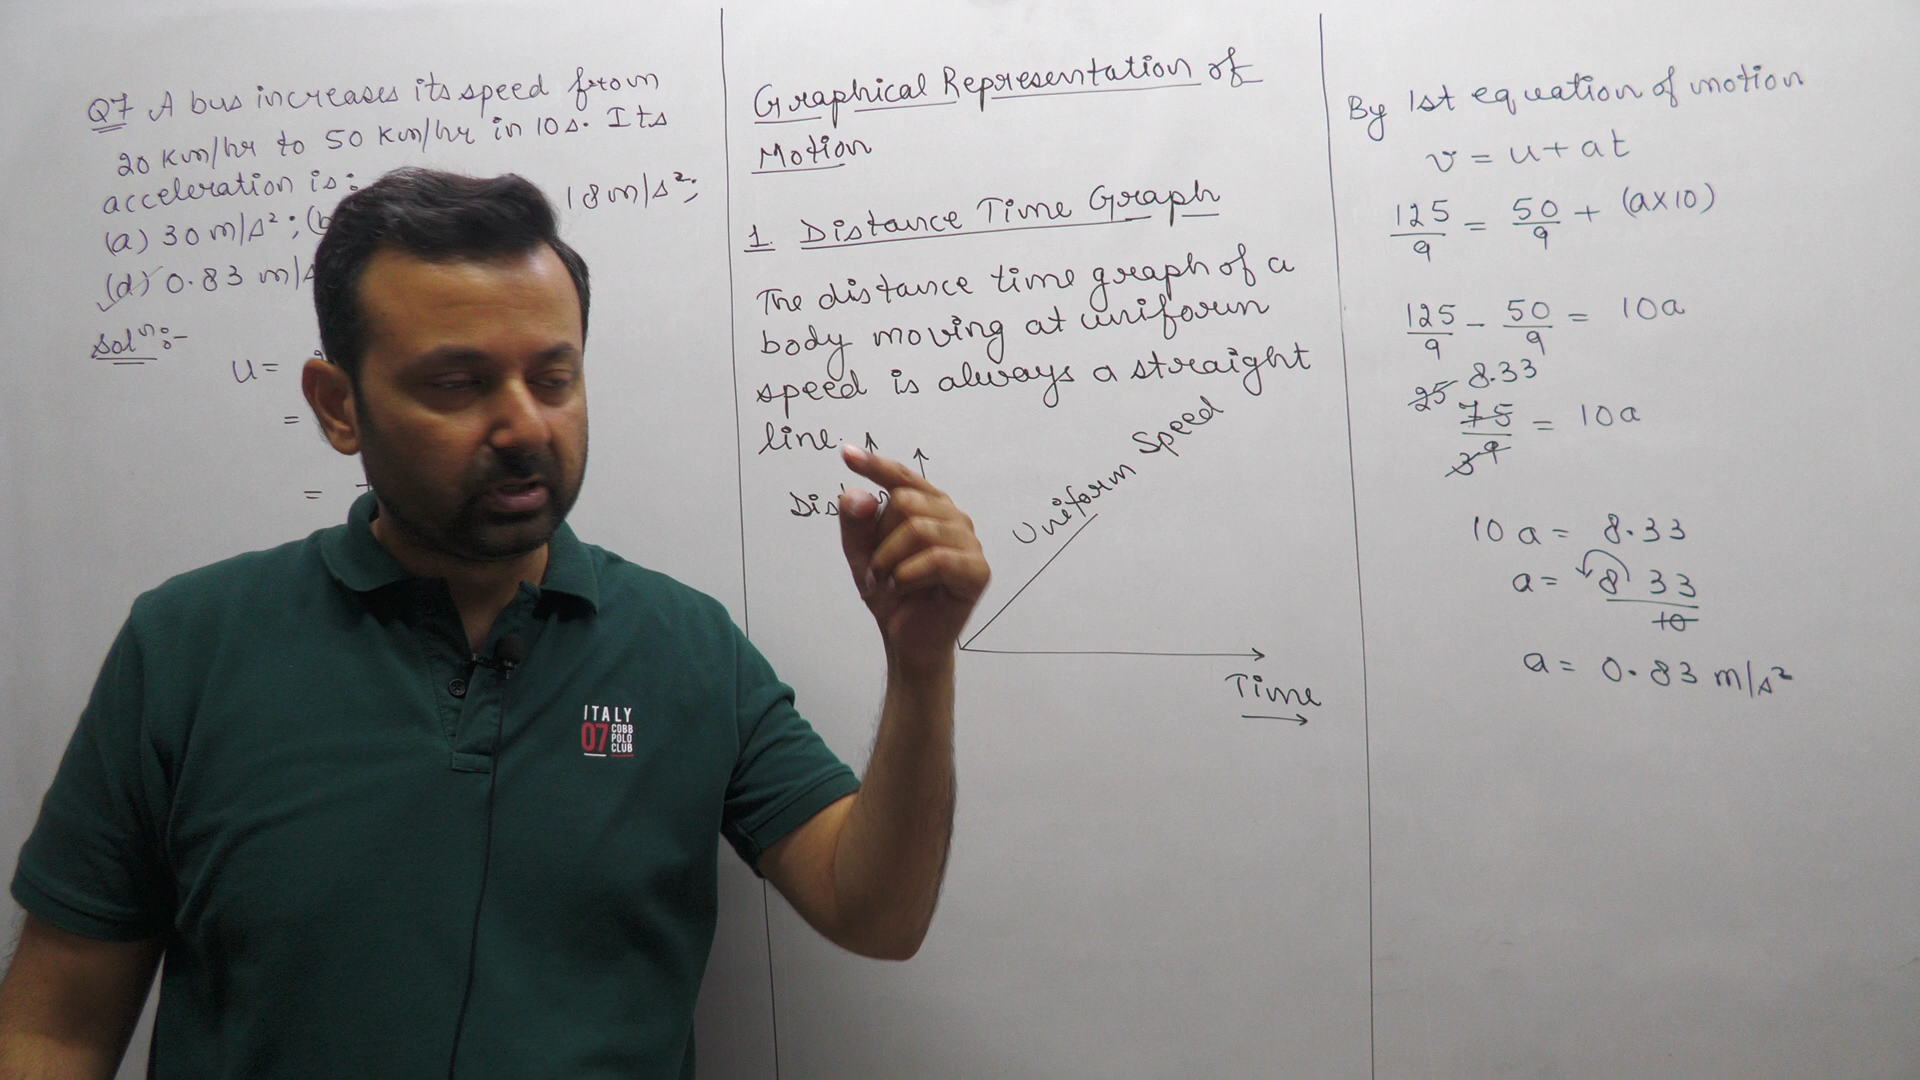 Q7 A bus increases its speed from
20 Km/hr to 50 Km/hr in 10s. Its
acceleration is:
(a) 30 m/s²; (b 18 m/s²;
(d) 0.83 m/s
Solⁿ:-
u=
=
=
Graphical Representation of
Motion
1. Distance Time Graph
The distance time graph of a
body moving at uniform
speed is always a straight
line.
Uniform Speed
Time
By 1st equation of motion
v = u + at
125/9 = 50/9 + (a×10)
125/9 - 50/9 = 10a
25 8.33
75/9 = 10a
3
10a = 8.33
a = 8 33/10
a = 0.83 m/s²
ITALY
07 COBB
POLO
CLUB